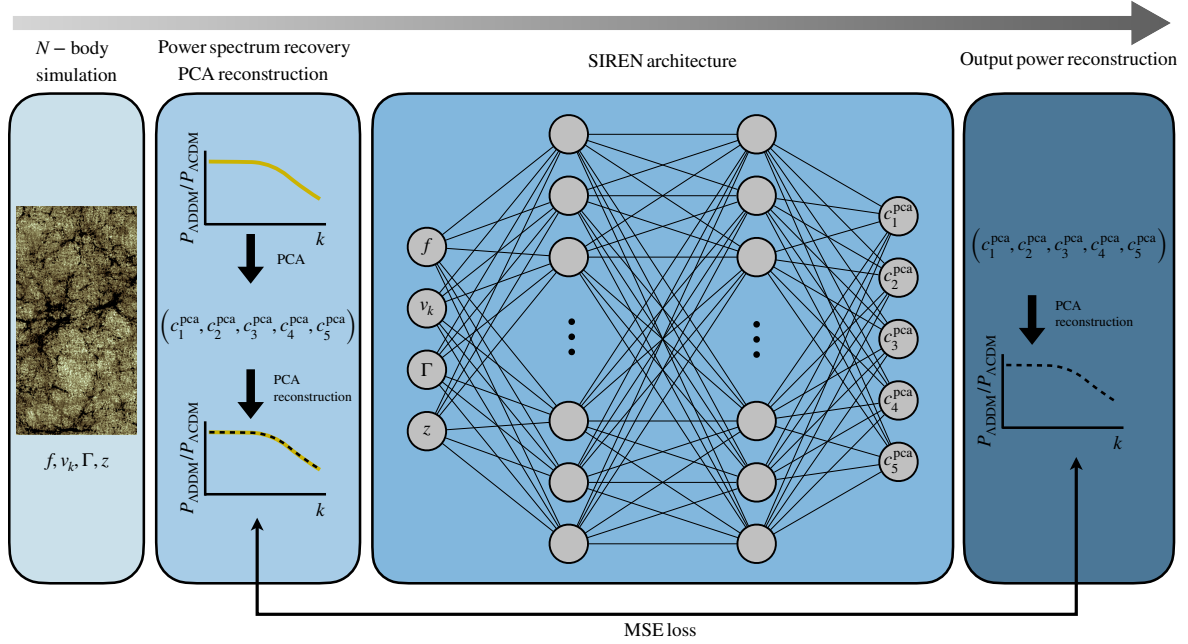 N – body
simulation
f, v_k, Γ, z
Power spectrum recovery
PCA reconstruction
P_ΛDDM/P_ΛCDM
k
PCA
(c_1^pca, c_2^pca, c_3^pca, c_4^pca, c_5^pca)
PCA
reconstruction
P_ΛDDM/P_ΛCDM
k
SIREN architecture
f
v_k
Γ
z
c_1^pca
c_2^pca
c_3^pca
c_4^pca
c_5^pca
Output power reconstruction
(c_1^pca, c_2^pca, c_3^pca, c_4^pca, c_5^pca)
PCA
reconstruction
P_ΛDDM/P_ΛCDM
k
MSE loss